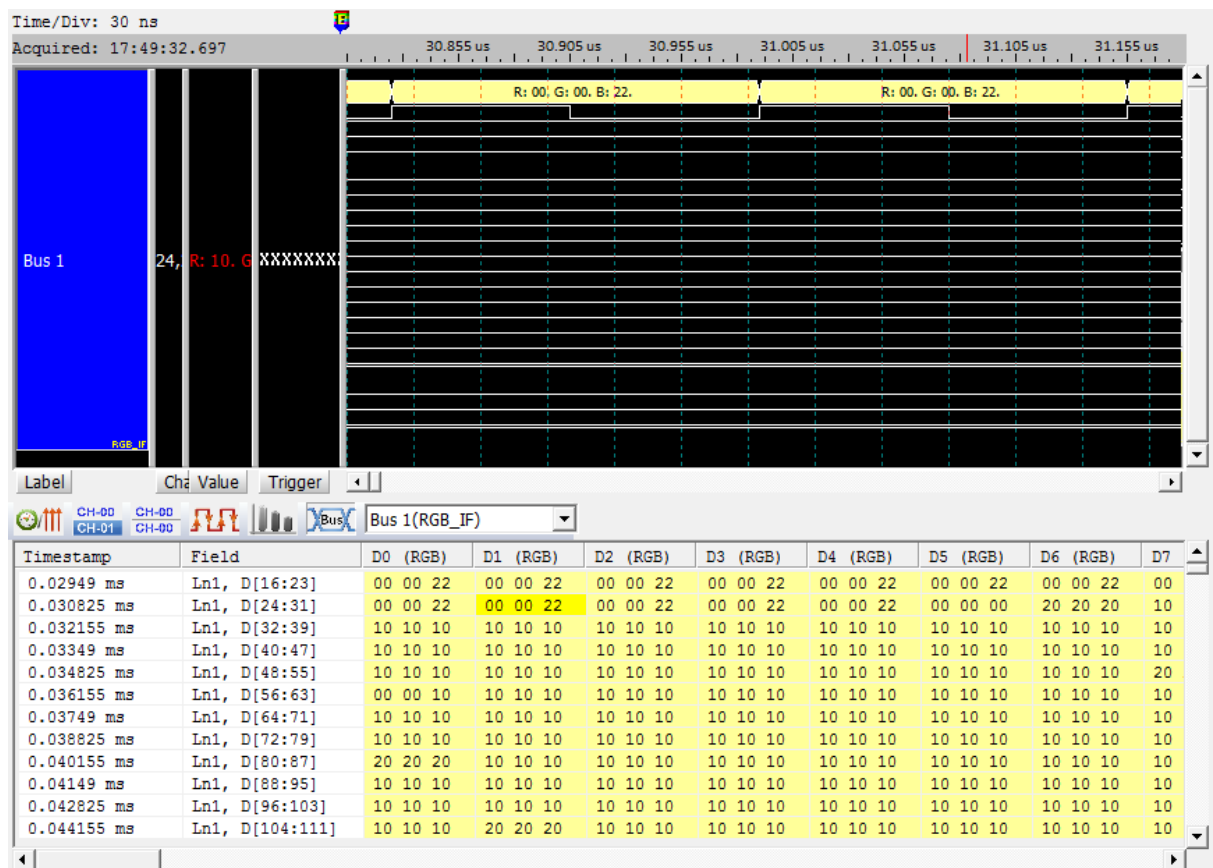 Time/Div: 30 ns
Acquired: 17:49:32.697
30.855 us 30.905 us 30.955 us 31.005 us 31.055 us 31.105 us 31.155 us
R: 00. G: 00. B: 22. R: 00. G: 00. B: 22.
Bus 1 24, R: 10. G XXXXXXX
RGB_IF
Label Cha Value Trigger
CH-00 CH-01 CH-00 CH-00 Bus Bus 1(RGB_IF)
Timestamp Field D0 (RGB) D1 (RGB) D2 (RGB) D3 (RGB) D4 (RGB) D5 (RGB) D6 (RGB) D7
0.02949 ms Ln1, D[16:23] 00 00 22 00 00 22 00 00 22 00 00 22 00 00 22 00 00 22 00 00 22 00
0.030825 ms Ln1, D[24:31] 00 00 22 00 00 22 00 00 22 00 00 22 00 00 22 00 00 00 20 20 20 10
0.032155 ms Ln1, D[32:39] 10 10 10 10 10 10 10 10 10 10 10 10 10 10 10 10 10 10 10 10 10 10
0.03349 ms Ln1, D[40:47] 10 10 10 10 10 10 10 10 10 10 10 10 10 10 10 10 10 10 10 10 10 10
0.034825 ms Ln1, D[48:55] 10 10 10 10 10 10 10 10 10 10 10 10 10 10 10 10 10 10 10 10 10 20
0.036155 ms Ln1, D[56:63] 00 00 10 10 10 10 10 10 10 10 10 10 10 10 10 10 10 10 10 10 10 10
0.03749 ms Ln1, D[64:71] 10 10 10 10 10 10 10 10 10 10 10 10 10 10 10 10 10 10 10 10 10 10
0.038825 ms Ln1, D[72:79] 10 10 10 10 10 10 10 10 10 10 10 10 10 10 10 10 10 10 10 10 10 10
0.040155 ms Ln1, D[80:87] 20 20 20 10 10 10 10 10 10 10 10 10 10 10 10 10 10 10 10 10 10 10
0.04149 ms Ln1, D[88:95] 10 10 10 10 10 10 10 10 10 10 10 10 10 10 10 10 10 10 10 10 10 10
0.042825 ms Ln1, D[96:103] 10 10 10 10 10 10 10 10 10 10 10 10 10 10 10 10 10 10 10 10 10 10
0.044155 ms Ln1, D[104:111] 10 10 10 20 20 20 10 10 10 10 10 10 10 10 10 10 10 10 10 10 10 10